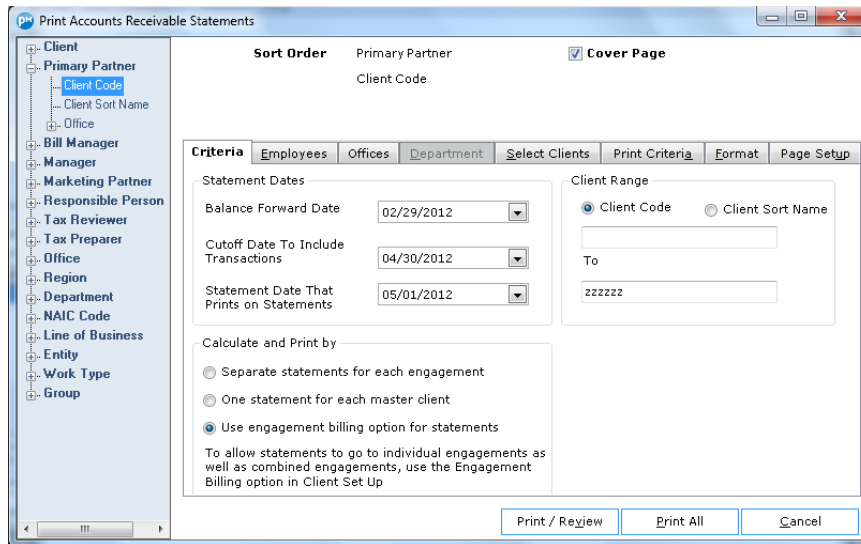 Print Accounts Receivable Statements
Client
Primary Partner
Client Code
Client Sort Name
Office
Bill Manager
Manager
Marketing Partner
Responsible Person
Tax Reviewer
Tax Preparer
Office
Region
Department
NAIC Code
Line of Business
Entity
Work Type
Group
Sort Order Primary Partner Cover Page
Client Code
Criteria Employees Offices Department Select Clients Print Criteria Format Page Setup
Statement Dates
Balance Forward Date 02/29/2012
Cutoff Date To Include
Transactions 04/30/2012
Statement Date That
Prints on Statements 05/01/2012
Client Range
Client Code Client Sort Name
To
zzzzzz
Calculate and Print by
Separate statements for each engagement
One statement for each master client
Use engagement billing option for statements
To allow statements to go to individual engagements as
well as combined engagements, use the Engagement
Billing option in Client Set Up
Print / Review Print All Cancel